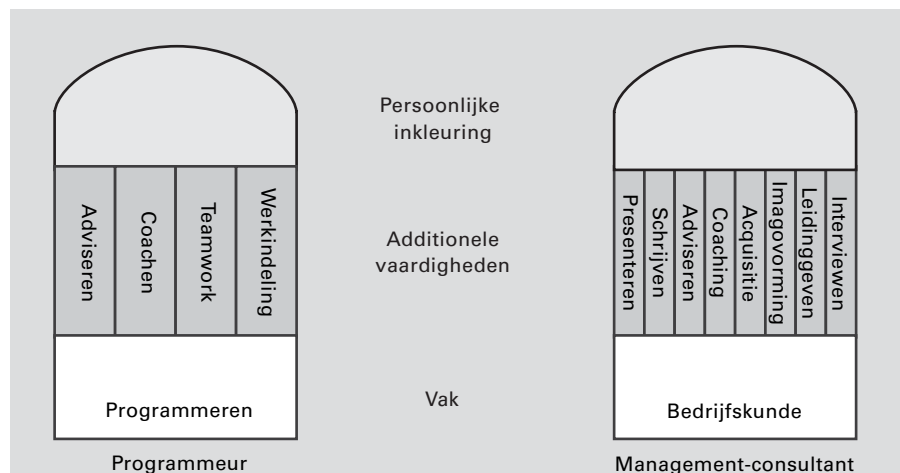 Persoonlijke
inkleuring
Adviseren
Coachen
Teamwork
Werkindeling
Additionele
vaardigheden
Presenteren
Schrijven
Adviseren
Coaching
Acquisitie
Imagovorming
Leidinggeven
Interviewen
Programmeren
Vak
Bedrijfskunde
Programmeur
Management-consultant